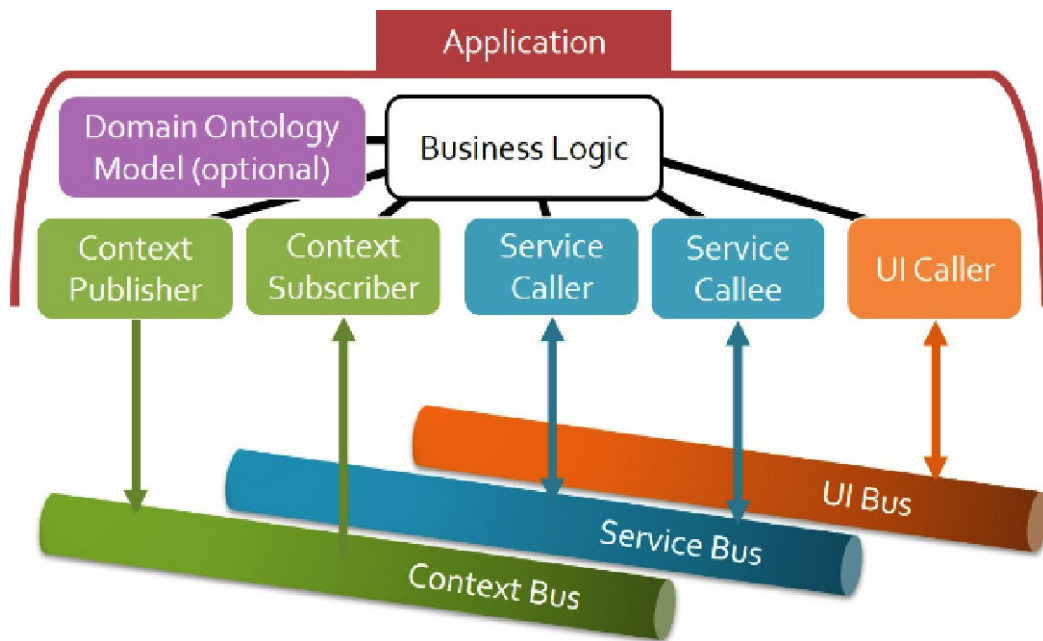 Application
Domain Ontology
Model (optional)
Business Logic
Context
Publisher
Context
Subscriber
Service
Caller
Service
Callee
UI Caller
UI Bus
Service Bus
Context Bus